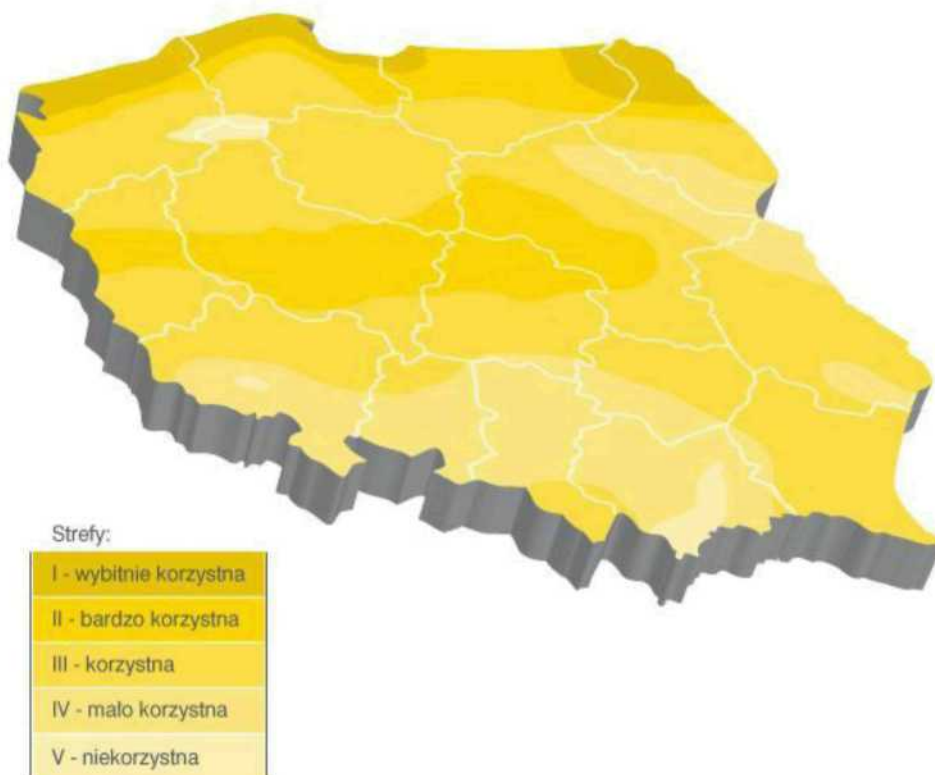 Strefy:
I - wybitnie korzystna
II - bardzo korzystna
III - korzystna
IV - mało korzystna
V - niekorzystna